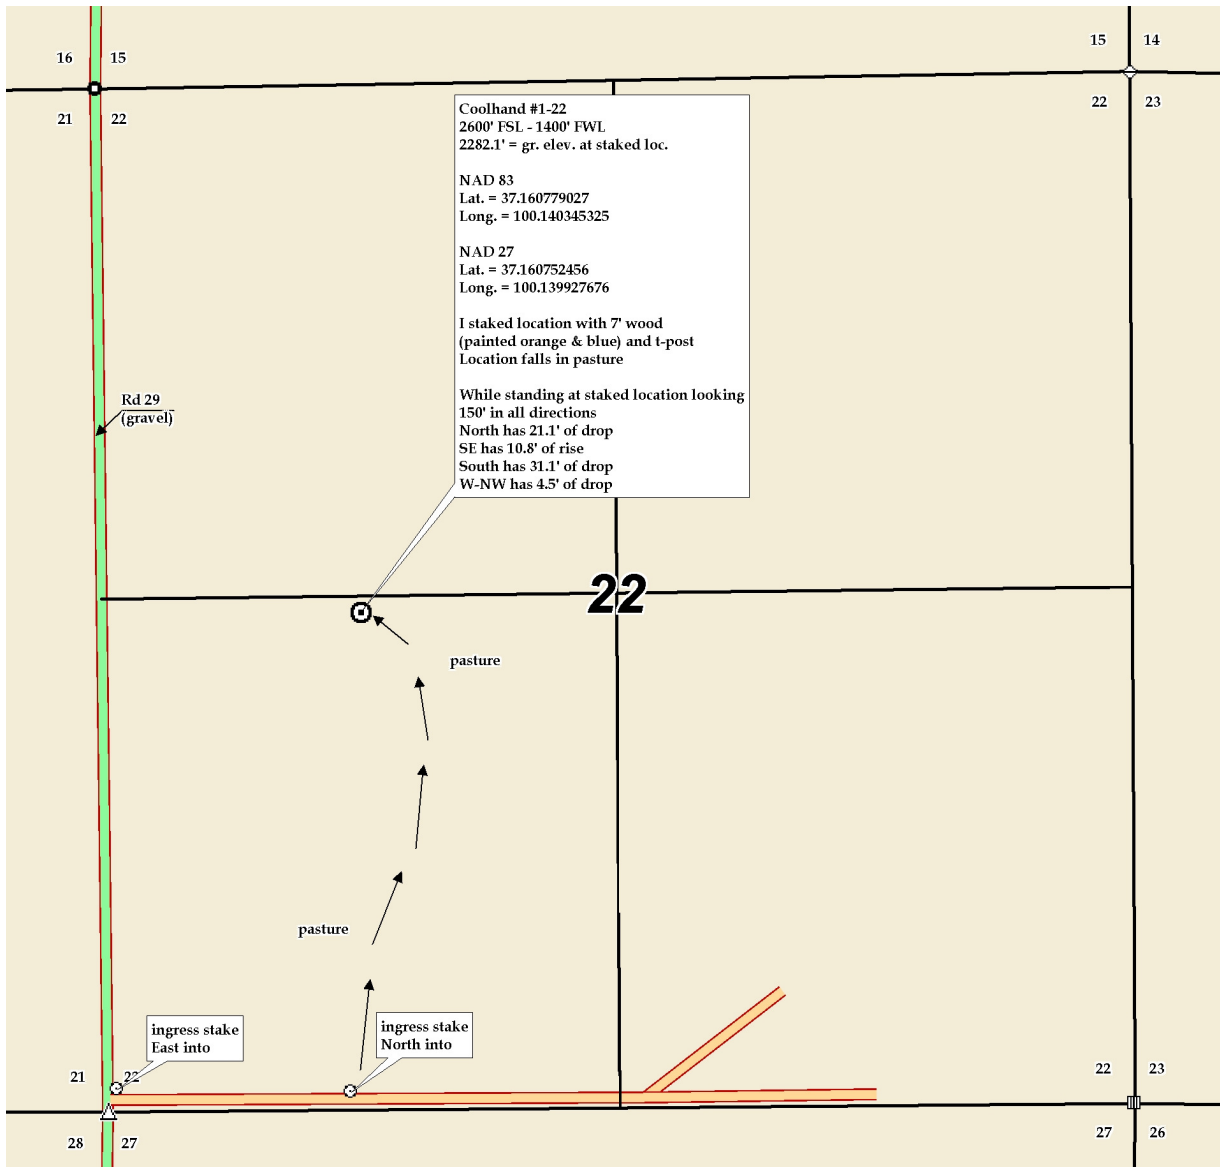 15 14
16 15
22 23
21 22
Coolhand #1-22
2600' FSL - 1400' FWL
2282.1' = gr. elev. at staked loc.
NAD 83
Lat. = 37.160779027
Long. = 100.140345325
NAD 27
Lat. = 37.160752456
Long. = 100.139927676
I staked location with 7' wood
(painted orange & blue) and t-post
Location falls in pasture
While standing at staked location looking
150' in all directions
North has 21.1' of drop
SE has 10.8' of rise
South has 31.1' of drop
W-NW has 4.5' of drop
Rd 29
(gravel)
22
pasture
pasture
ingress stake
East into
ingress stake
North into
21 22
22 23
28 27
27 26